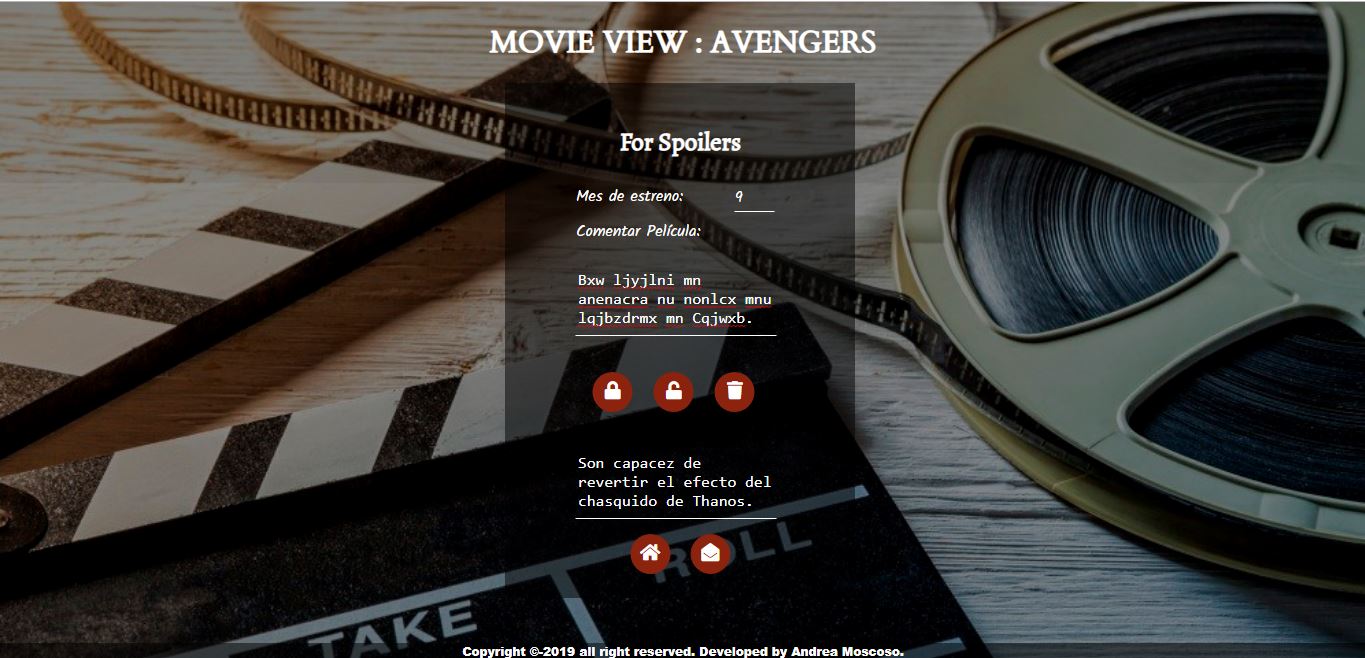 MOVIE VIEW : AVENGERS
For Spoilers
Mes de estreno: 9
Comentar Película:
Bxw ljyjlni mn
anenacra nu nonlcx mnu
lqjbzdrmx mn Cqjwxb.
Son capacez de
revertir el efecto del
chasquido de Thanos.
ROLL
TAKE
Copyright ©-2019 all right reserved. Developed by Andrea Moscoso.